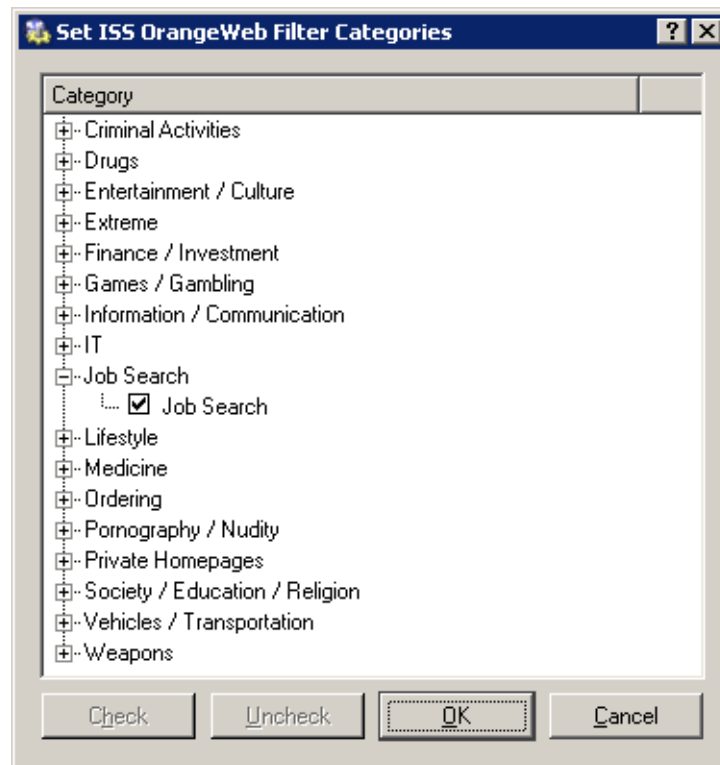 Set ISS OrangeWeb Filter Categories
Category
Criminal Activities
Drugs
Entertainment / Culture
Extreme
Finance / Investment
Games / Gambling
Information / Communication
IT
Job Search
Job Search
Lifestyle
Medicine
Ordering
Pornography / Nudity
Private Homepages
Society / Education / Religion
Vehicles / Transportation
Weapons
Check Uncheck OK Cancel